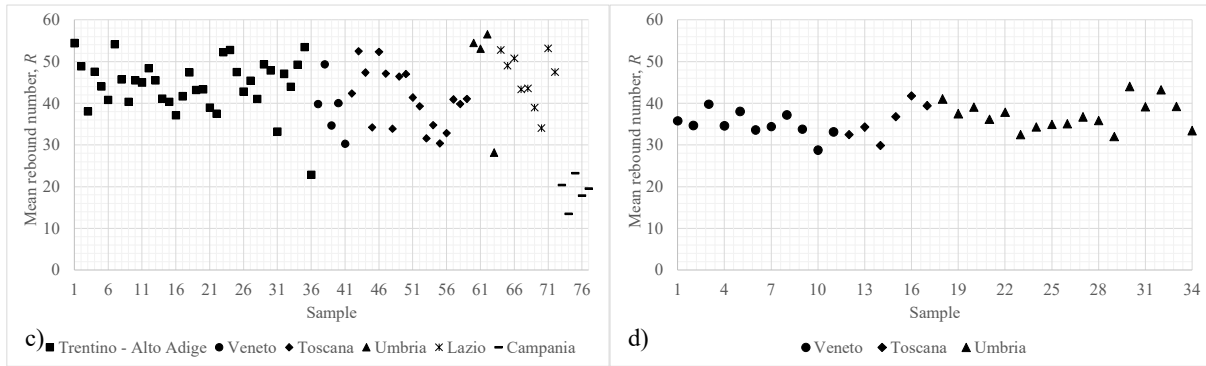 60
50
40
30
20
10
0
Mean rebound number, R
1 6 11 16 21 26 31 36 41 46 51 56 61 66 71 76
Sample
c)
Trentino - Alto Adige Veneto Toscana Umbria Lazio Campania
60
50
40
30
20
10
0
Mean rebound number, R
1 4 7 10 13 16 19 22 25 28 31 34
Sample
d)
Veneto Toscana Umbria